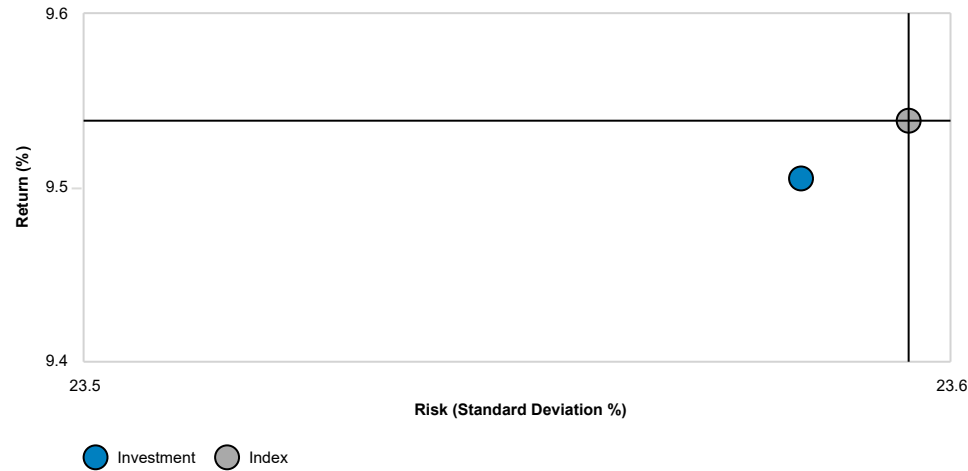 9.6
9.5
9.4
Return (%)
23.5
23.6
Risk (Standard Deviation %)
Investment
Index